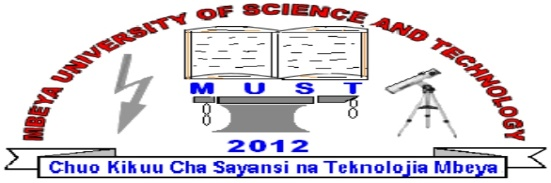 MBEYA UNIVERSITY OF SCIENCE AND TECHNOLOGY
M U S T
2012
Chuo Kikuu Cha Sayansi na Teknolojia Mbeya